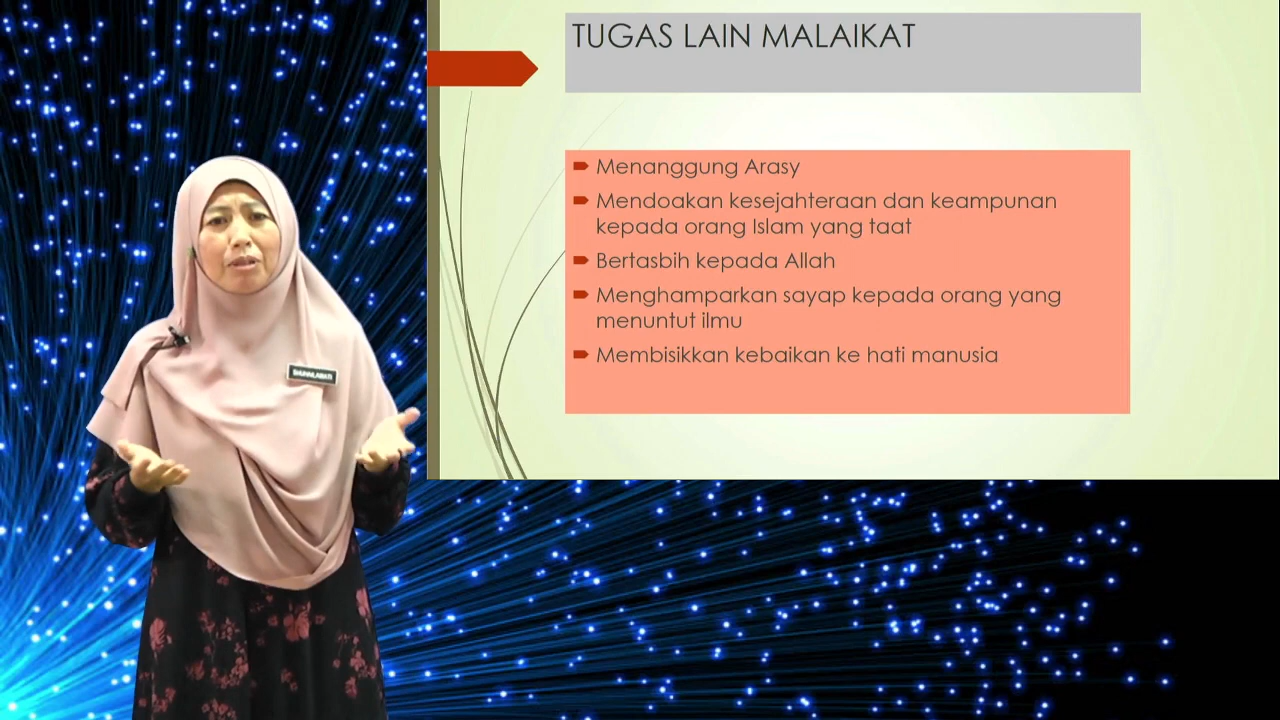 TUGAS LAIN MALAIKAT
Menanggung Arasy
Mendoakan kesejahteraan dan keampunan
kepada orang Islam yang taat
Bertasbih kepada Allah
Menghamparkan sayap kepada orang yang
menuntut ilmu
Membisikkan kebaikan ke hati manusia